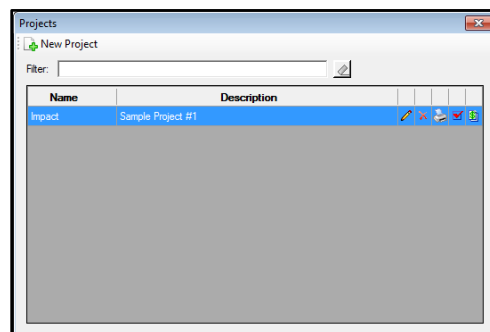 Projects
New Project
Filter:
Name Description
Impact Sample Project #1